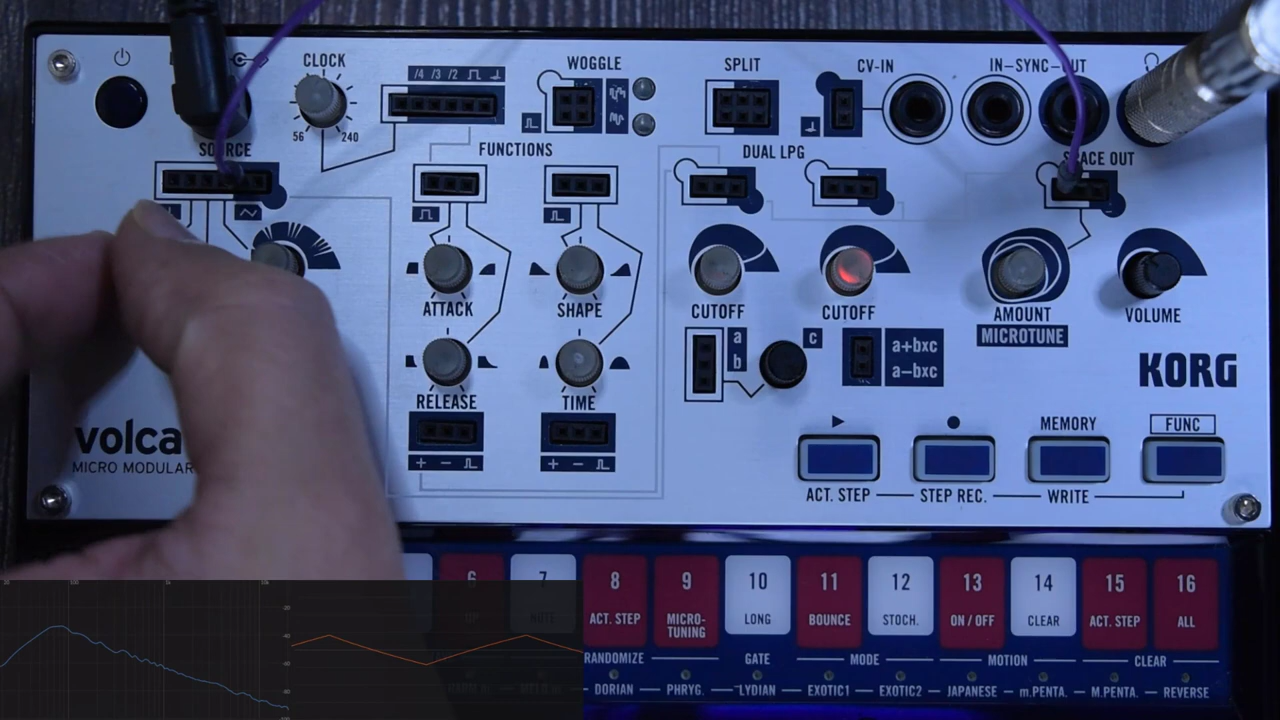 CLOCK
56 240
/4 /3 /2
WOGGLE
SPLIT
CV-IN
IN-SYNC-OUT
SOURCE
FUNCTIONS
DUAL LPG
SPACE OUT
ATTACK
SHAPE
CUTOFF
CUTOFF
AMOUNT
VOLUME
MICROTUNE
a
b
c
a+bxc
a-bxc
KORG
RELEASE
TIME
+ -
+ -
volca
MICRO MODULAR
MEMORY
FUNC
ACT. STEP
STEP REC.
WRITE
6
7
8
9
10
11
12
13
14
15
16
ACT. STEP
MICRO-TUNING
LONG
BOUNCE
STOCH.
ON / OFF
CLEAR
ACT. STEP
ALL
RANDOMIZE
GATE
MODE
MOTION
CLEAR
DORIAN
PHRYG.
LYDIAN
EXOTIC1
EXOTIC2
JAPANESE
m.PENTA.
M.PENTA.
REVERSE